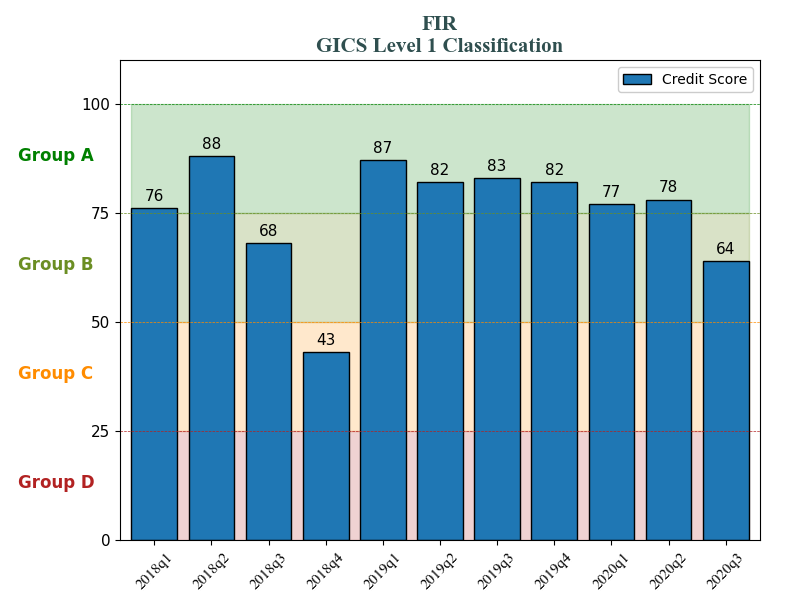 FIR
GICS Level 1 Classification
Credit Score
100
75
50
25
0
Group A
Group B
Group C
Group D
76
88
68
43
87
82
83
82
77
78
64
2018q1
2018q2
2018q3
2018q4
2019q1
2019q2
2019q3
2019q4
2020q1
2020q2
2020q3